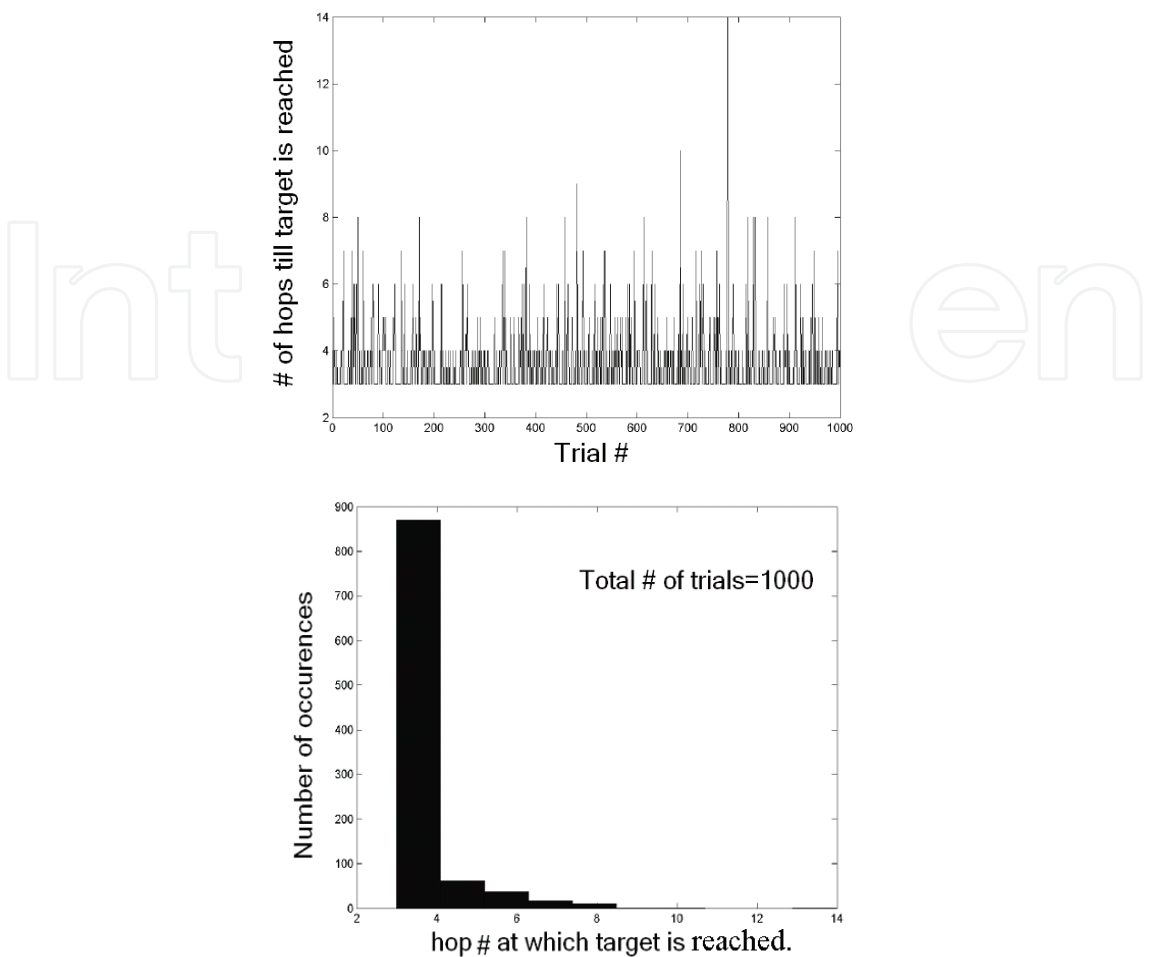 14
12
10
8
6
4
2
# of hops till target is reached
0 100 200 300 400 500 600 700 800 900 1000
Trial #
Int en
900
800
700
600
500
400
300
200
100
0
Number of occurences
Total # of trials=1000
2 4 6 8 10 12 14
hop # at which target is reached.